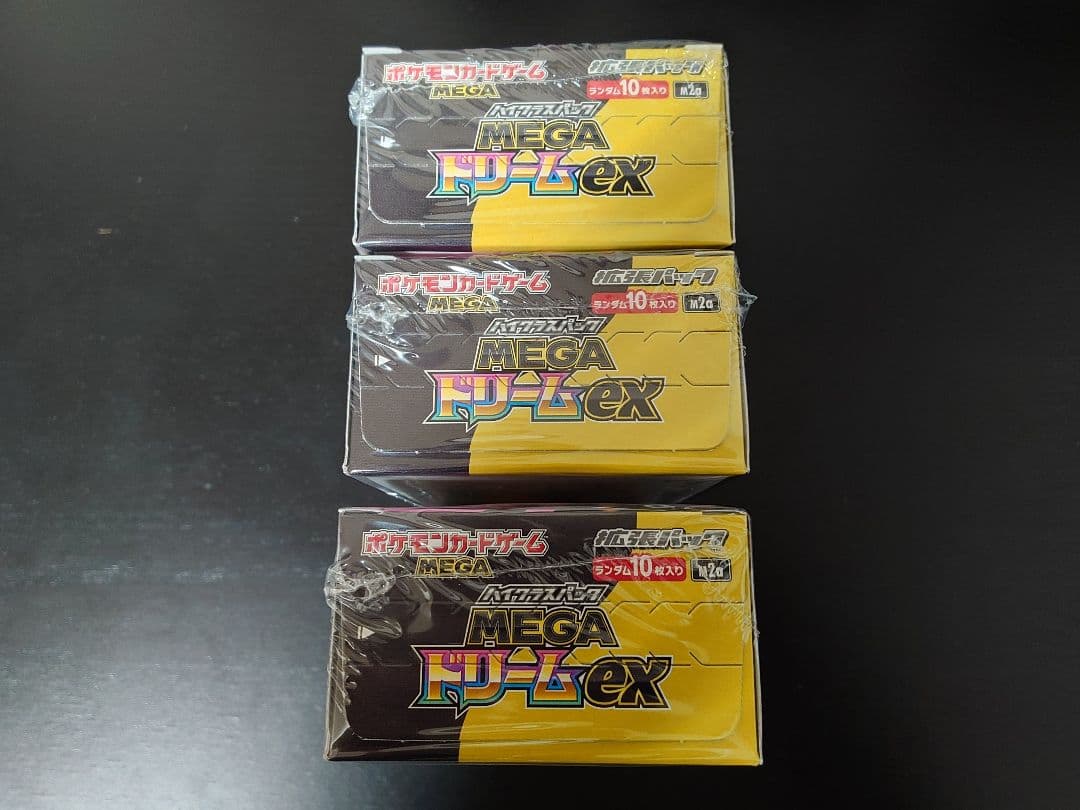 ポケモンカードゲーム
MEGA
拡張パック
ランダム10枚入り M2a
ハイクラスパック
MEGA
ドリームex
ポケモンカードゲーム
MEGA
拡張パック
ランダム10枚入り M2a
ハイクラスパック
MEGA
ドリームex
ポケモンカードゲーム
MEGA
拡張パック
ランダム10枚入り M2a
ハイクラスパック
MEGA
ドリームex